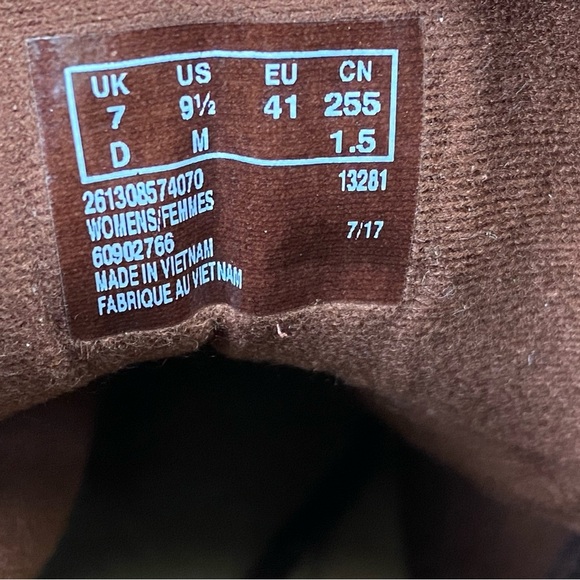 UK US EU CN
7 9½ 41 255
D M 1.5
261308574070 13281
WOMENS/FEMMES
60902766 7/17
MADE IN VIETNAM
FABRIQUE AU VIETNAM